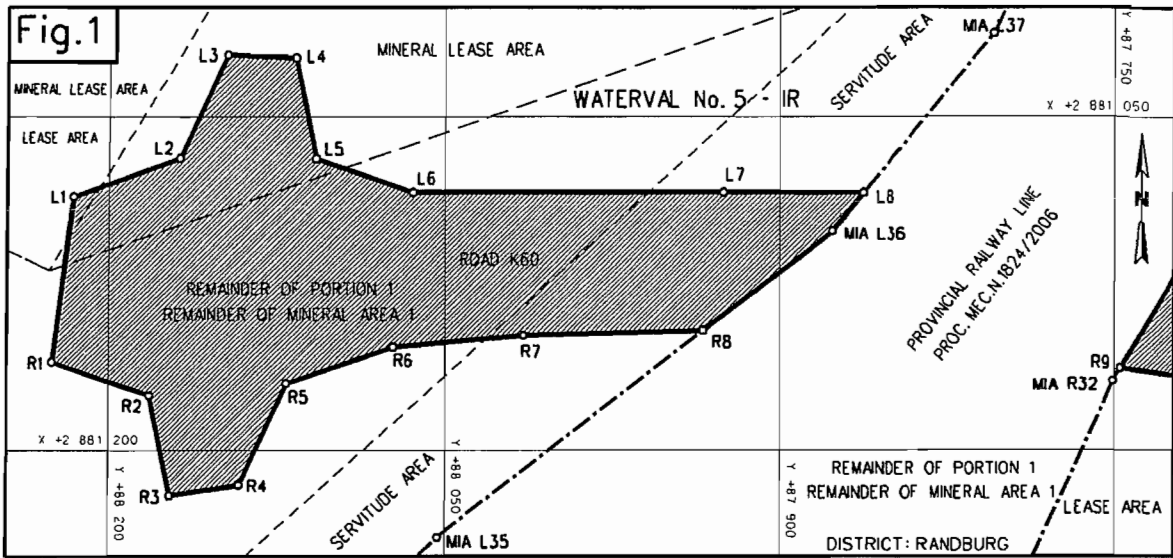 Fig.1
MINERAL LEASE AREA
MINERAL LEASE AREA
LEASE AREA
L3
L4
MIA L37
SERVITUDE AREA
WATERVAL No. 5 - IR
Y +87 750
X +2 881 050
L2
L5
L1
L6
L7
L8
MIA L36
N
ROAD K60
REMAINDER OF PORTION 1
REMAINDER OF MINERAL AREA 1
PROVINCIAL RAILWAY LINE
PROC. MEC.N.1824/2006
R1
R2
R3
R4
R5
R6
R7
R8
R9
MIA R32
X +2 881 200
Y +88 200
Y +88 050
Y +87 900
SERVITUDE AREA
MIA L35
REMAINDER OF PORTION 1
REMAINDER OF MINERAL AREA 1
LEASE AREA
DISTRICT: RANDBURG